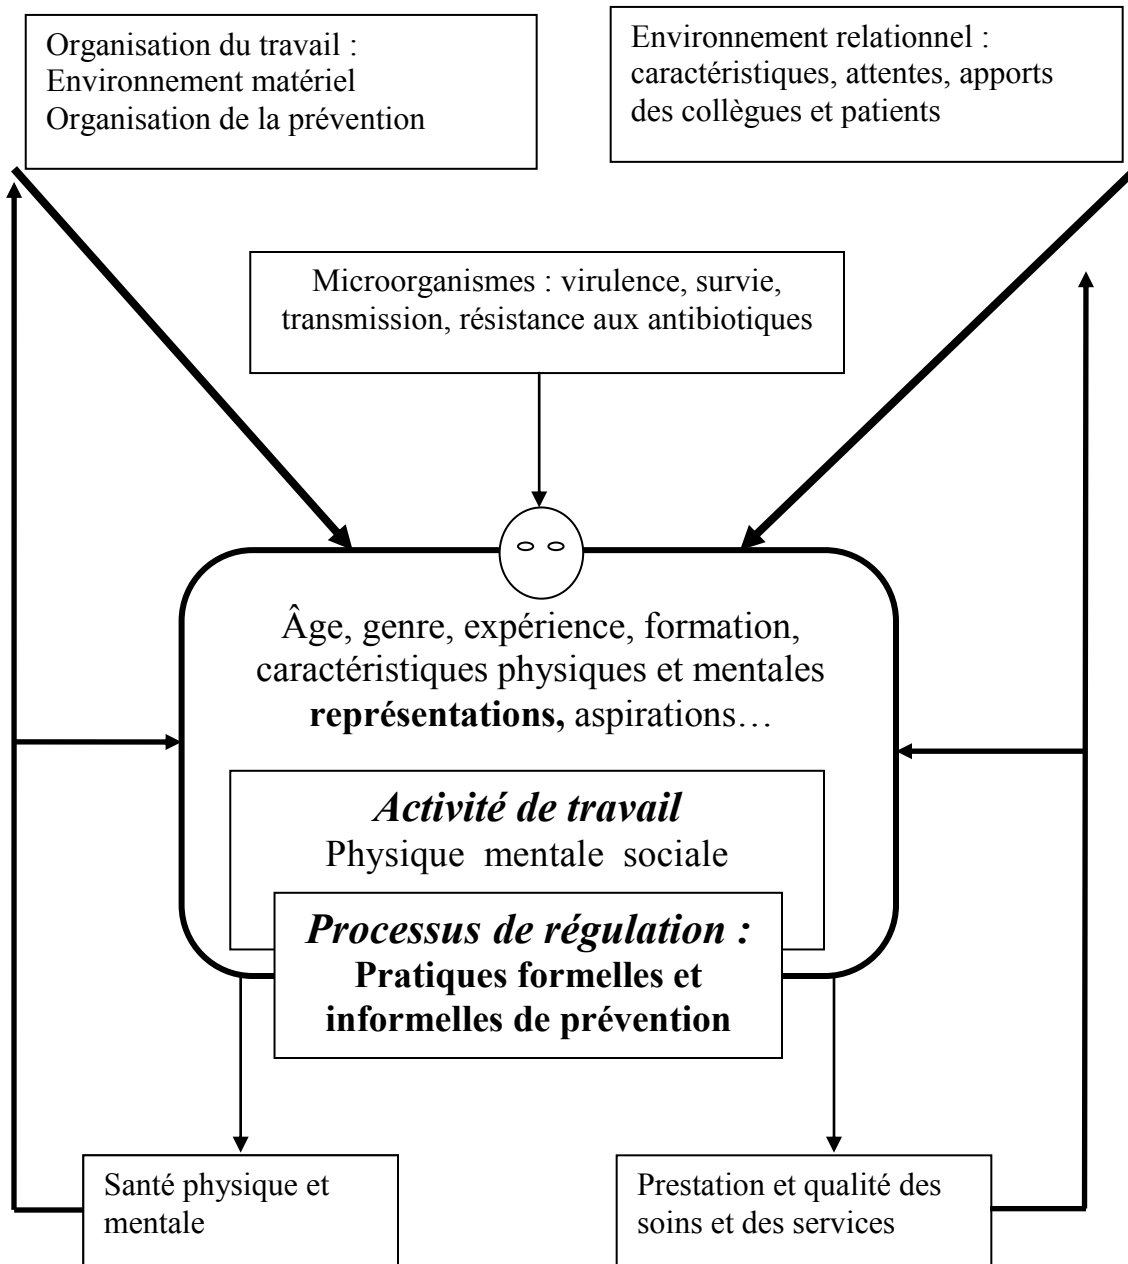 Organisation du travail :
Environnement matériel
Organisation de la prévention
Environnement relationnel :
caractéristiques, attentes, apports
des collègues et patients
Microorganismes : virulence, survie,
transmission, résistance aux antibiotiques
Âge, genre, expérience, formation,
caractéristiques physiques et mentales
représentations, aspirations…
Activité de travail
Physique mentale sociale
Processus de régulation :
Pratiques formelles et
informelles de prévention
Santé physique et
mentale
Prestation et qualité des
soins et des services